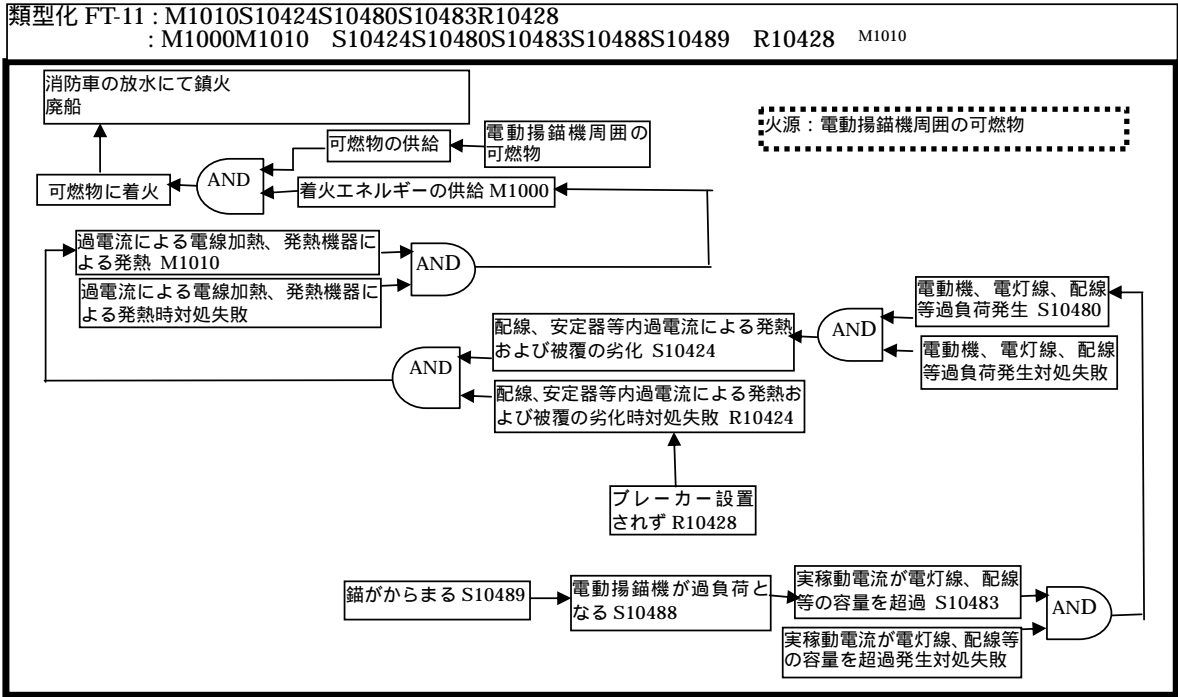 類型化 FT-11 : M1010S10424S10480S10483R10428
: M1000M1010 S10424S10480S10483S10488S10489 R10428 M1010
消防車の放水にて鎮火
廃船
火源：電動揚錨機周囲の可燃物
可燃物の供給
電動揚錨機周囲の
可燃物
可燃物に着火
AND
着火エネルギーの供給 M1000
過電流による電線加熱、発熱機器に
よる発熱 M1010
AND
過電流による電線加熱、発熱機器に
よる発熱時対処失敗
電動機、電灯線、配線
等過負荷発生 S10480
配線、安定器等内過電流による発熱
および被覆の劣化 S10424
AND
電動機、電灯線、配線
等過負荷発生対処失敗
AND
配線、安定器等内過電流による発熱お
よび被覆の劣化時対処失敗 R10424
ブレーカー設置
されず R10428
錨がからまる S10489
電動揚錨機が過負荷と
なる S10488
実稼動電流が電灯線、配線
等の容量を超過 S10483
AND
実稼動電流が電灯線、配線等
の容量を超過発生対処失敗